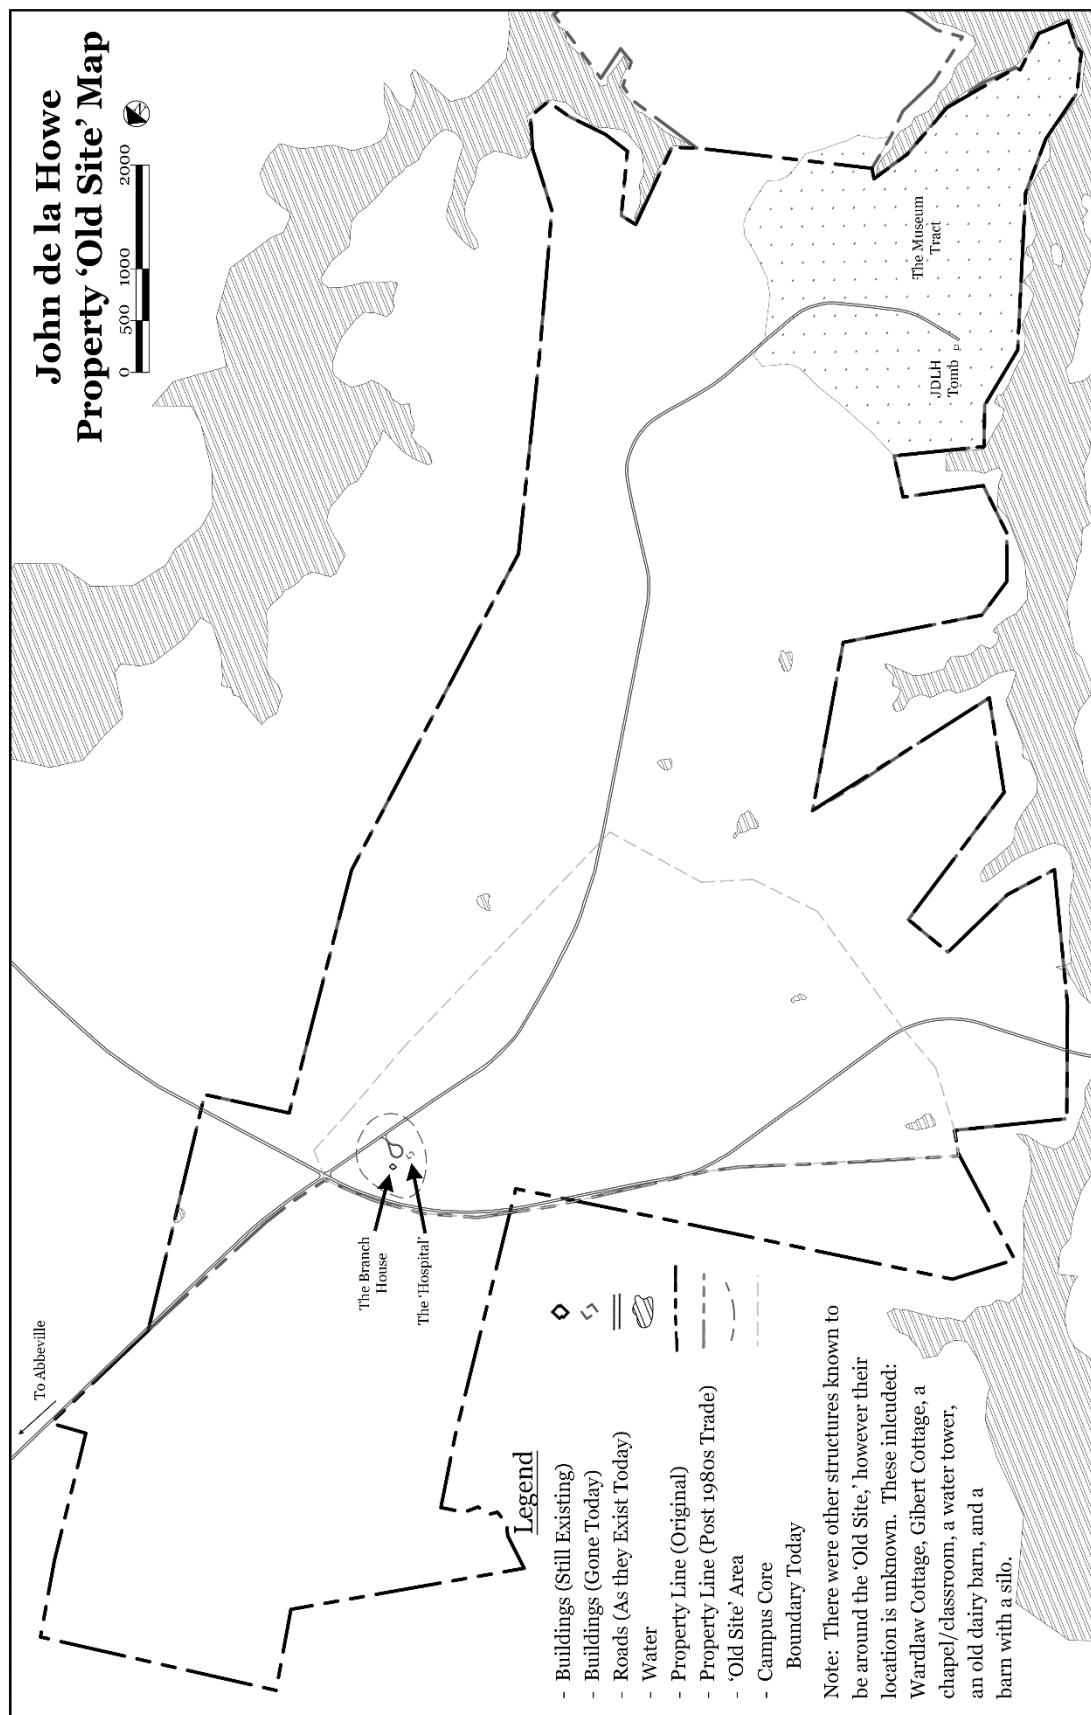 John de la Howe
Property ‘Old Site’ Map
0 500 1000 2000
To Abbeville
The Branch
House
The ‘Hospital’
The Museum
Tract
JDLH
Tomb
Legend
- Buildings (Still Existing)
- Buildings (Gone Today)
- Roads (As they Exist Today)
- Water
- Property Line (Original)
- Property Line (Post 1980s Trade)
- ‘Old Site’ Area
- Campus Core
Boundary Today
Note: There were other structures known to
be around the ‘Old Site,’ however their
location is unknown. These inlcuded:
Wardlaw Cottage, Gibert Cottage, a
chapel/classroom, a water tower,
an old dairy barn, and a
barn with a silo.